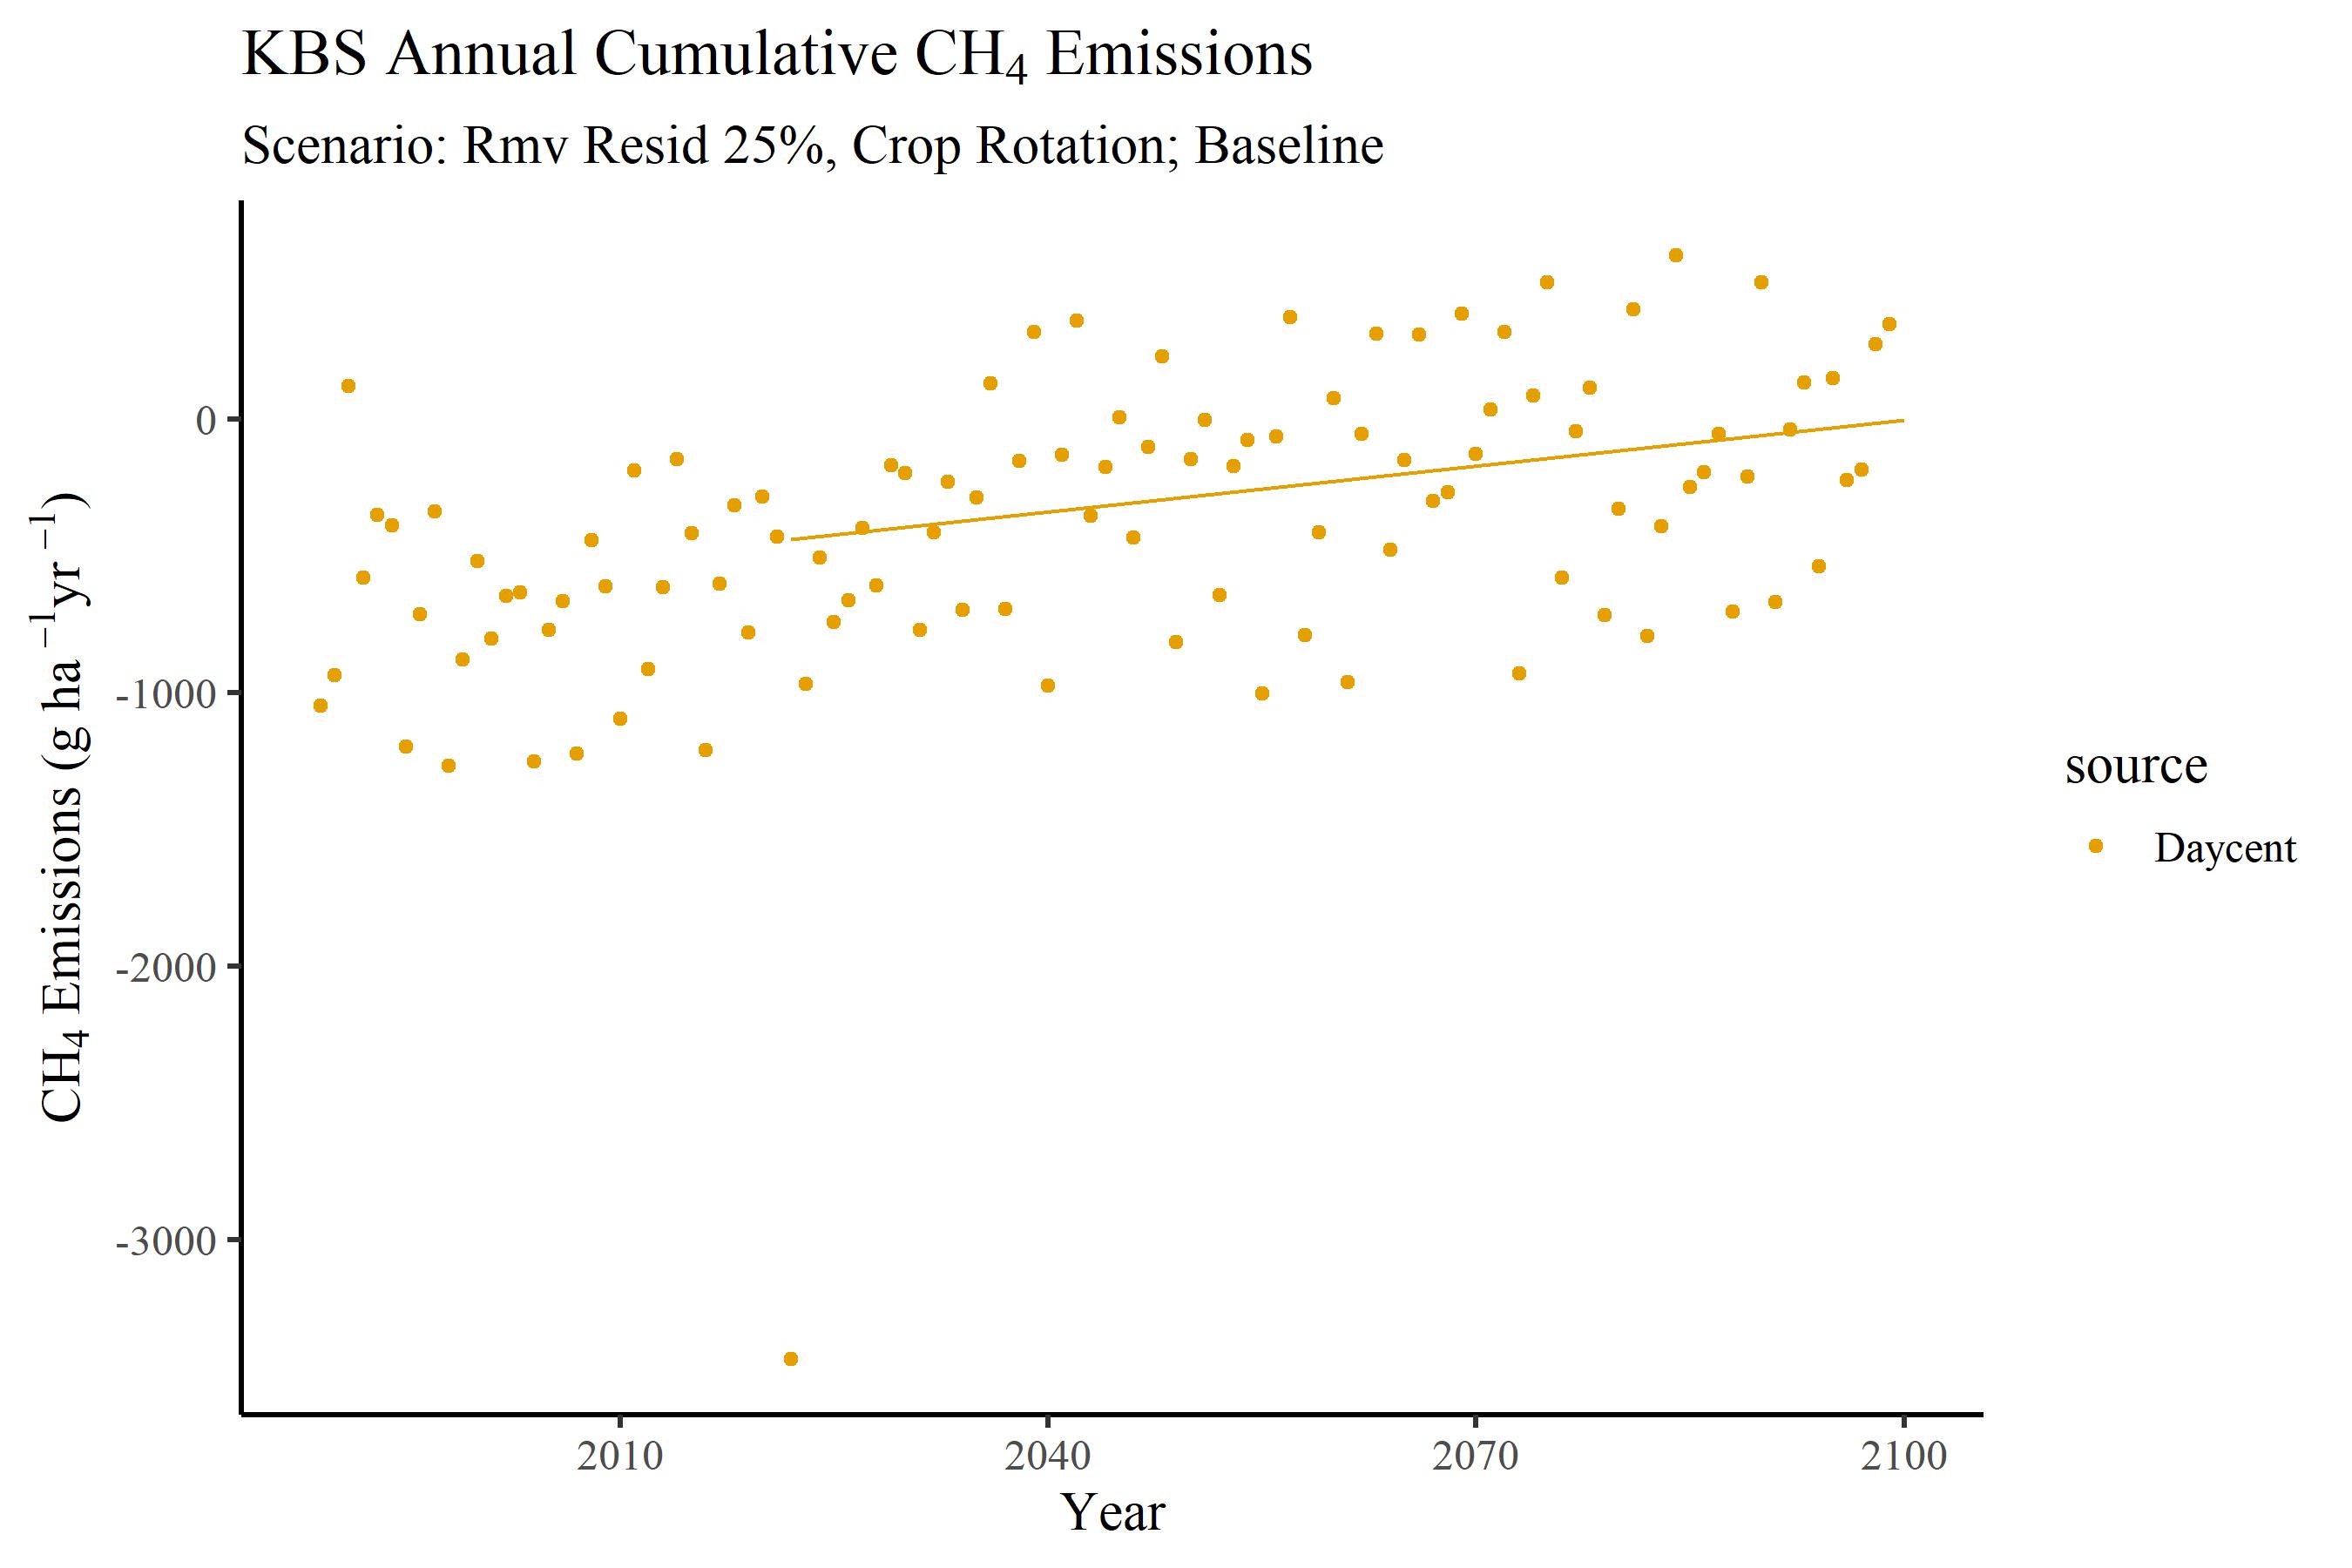 KBS Annual Cumulative CH₄ Emissions
Scenario: Rmv Resid 25%, Crop Rotation; Baseline
CH₄ Emissions (g ha ⁻¹yr ⁻¹)
0
-1000
-2000
-3000
2010 2040 2070 2100
Year
source
Daycent